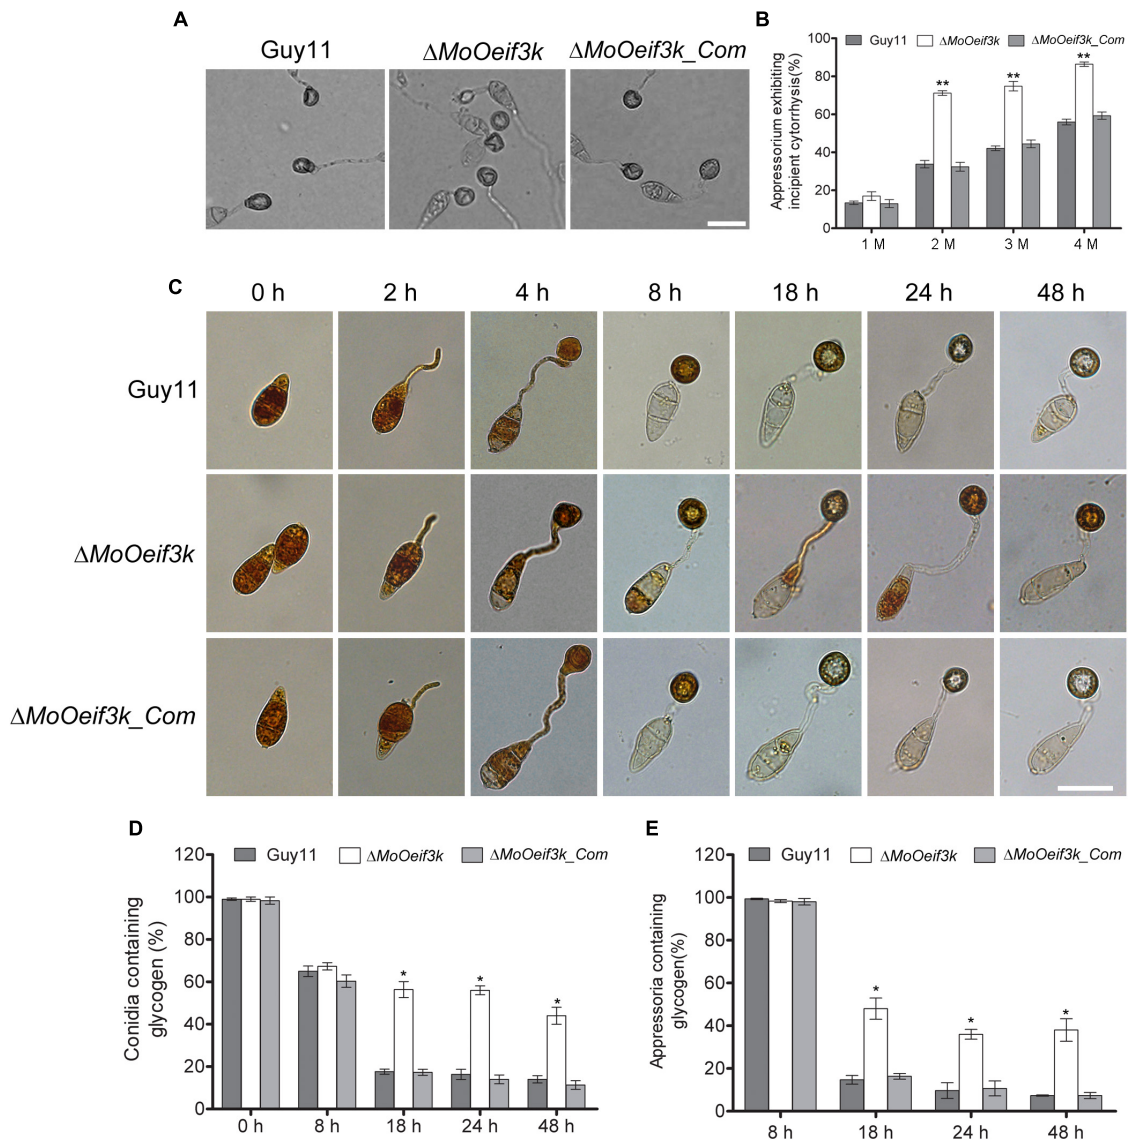 A
Guy11 ΔMoOeif3k ΔMoOeif3k_Com
B
Guy11 ΔMoOeif3k ΔMoOeif3k_Com
Appressorium exhibiting
incipient cytorrhysis(%)
100
80
60
40
20
0
** ** **
1 M 2 M 3 M 4 M
C
0 h 2 h 4 h 8 h 18 h 24 h 48 h
Guy11
ΔMoOeif3k
ΔMoOeif3k_Com
D
Guy11 ΔMoOeif3k ΔMoOeif3k_Com
Conidia containing
glycogen (%)
120
100
80
60
40
20
0
* * *
0 h 8 h 18 h 24 h 48 h
E
Guy11 ΔMoOeif3k ΔMoOeif3k_Com
Appressoria containing
glycogen(%)
120
100
80
60
40
20
0
* * *
8 h 18 h 24 h 48 h